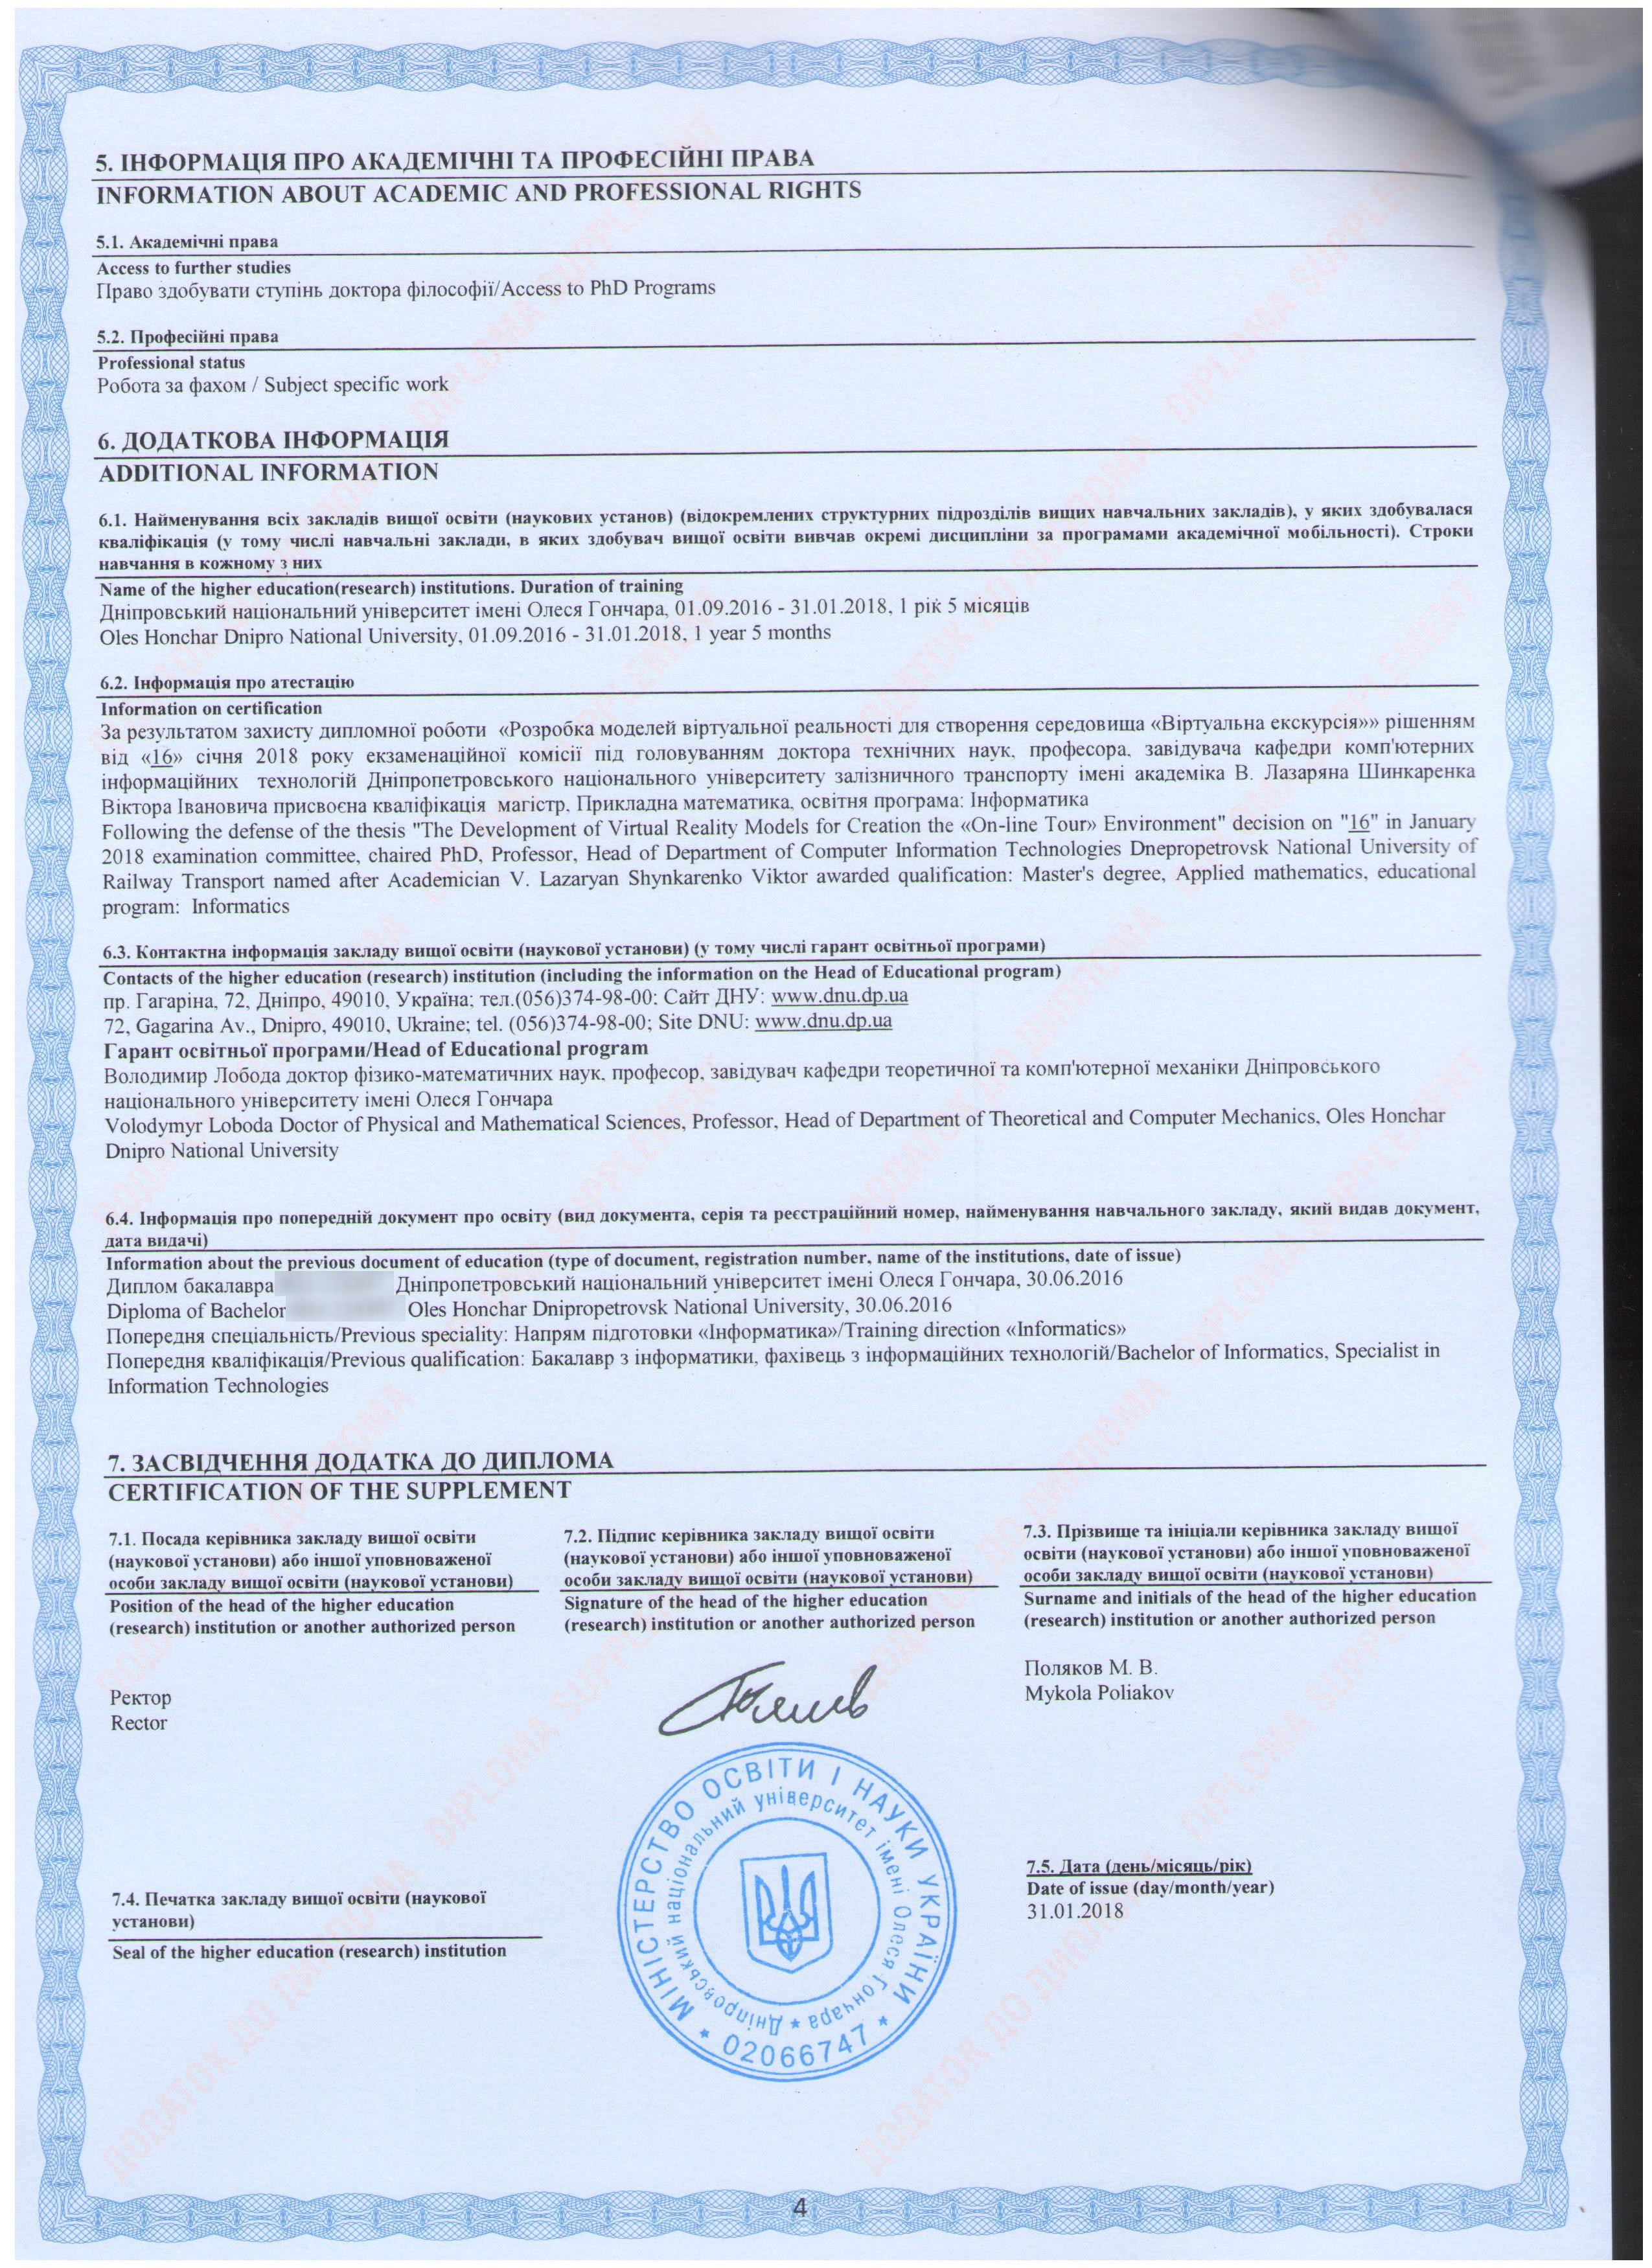 5. ІНФОРМАЦІЯ ПРО АКАДЕМІЧНІ ТА ПРОФЕСІЙНІ ПРАВА
INFORMATION ABOUT ACADEMIC AND PROFESSIONAL RIGHTS
5.1. Академічні права
Access to further studies
Право здобувати ступінь доктора філософії/Access to PhD Programs
5.2. Професійні права
Professional status
Робота за фахом / Subject specific work
6. ДОДАТКОВА ІНФОРМАЦІЯ
ADDITIONAL INFORMATION
6.1. Найменування всіх закладів вищої освіти (наукових установ) (відокремлених структурних підрозділів вищих навчальних закладів), у яких здобувалася
кваліфікація (у тому числі навчальні заклади, в яких здобувач вищої освіти вивчав окремі дисципліни за програмами академічної мобільності). Строки
навчання в кожному з них
Name of the higher education(research) institutions. Duration of training
Дніпровський національний університет імені Олеся Гончара, 01.09.2016 - 31.01.2018, 1 рік 5 місяців
Oles Honchar Dnipro National University, 01.09.2016 - 31.01.2018, 1 year 5 months
6.2. Інформація про атестацію
Information on certification
За результатом захисту дипломної роботи «Розробка моделей віртуальної реальності для створення середовища «Віртуальна екскурсія»» рішенням
від «16» січня 2018 року екзаменаційної комісії під головуванням доктора технічних наук, професора, завідувача кафедри комп'ютерних
інформаційних технологій Дніпропетровського національного університету залізничного транспорту імені академіка В. Лазаряна Шинкаренка
Віктора Івановича присвоєна кваліфікація магістр, Прикладна математика, освітня програма: Інформатика
Following the defense of the thesis "The Development of Virtual Reality Models for Creation the «On-line Tour» Environment" decision on "16" in January
2018 examination committee, chaired PhD, Professor, Head of Department of Computer Information Technologies Dnepropetrovsk National University of
Railway Transport named after Academician V. Lazaryan Shynkarenko Viktor awarded qualification: Master's degree, Applied mathematics, educational
program: Informatics
6.3. Контактна інформація закладу вищої освіти (наукової установи) (у тому числі гарант освітньої програми)
Contacts of the higher education (research) institution (including the information on the Head of Educational program)
пр. Гагаріна, 72, Дніпро, 49010, Україна; тел.(056)374-98-00; Сайт ДНУ: www.dnu.dp.ua
72, Gagarina Av., Dnipro, 49010, Ukraine; tel. (056)374-98-00; Site DNU: www.dnu.dp.ua
Гарант освітньої програми/Head of Educational program
Володимир Лобода доктор фізико-математичних наук, професор, завідувач кафедри теоретичної та комп'ютерної механіки Дніпровського
національного університету імені Олеся Гончара
Volodymyr Loboda Doctor of Physical and Mathematical Sciences, Professor, Head of Department of Theoretical and Computer Mechanics, Oles Honchar
Dnipro National University
6.4. Інформація про попередній документ про освіту (вид документа, серія та реєстраційний номер, найменування навчального закладу, який видав документ,
дата видачі)
Information about the previous document of education (type of document, registration number, name of the institutions, date of issue)
Диплом бакалавра Дніпропетровський національний університет імені Олеся Гончара, 30.06.2016
Diploma of Bachelor Oles Honchar Dnipropetrovsk National University, 30.06.2016
Попередня спеціальність/Previous speciality: Напрям підготовки «Інформатика»/Training direction «Informatics»
Попередня кваліфікація/Previous qualification: Бакалавр з інформатики, фахівець з інформаційних технологій/Bachelor of Informatics, Specialist in
Information Technologies
7. ЗАСВІДЧЕННЯ ДОДАТКА ДО ДИПЛОМА
CERTIFICATION OF THE SUPPLEMENT
7.1. Посада керівника закладу вищої освіти
(наукової установи) або іншої уповноваженої
особи закладу вищої освіти (наукової установи)
Position of the head of the higher education
(research) institution or another authorized person
Ректор
Rector
7.2. Підпис керівника закладу вищої освіти
(наукової установи) або іншої уповноваженої
особи закладу вищої освіти (наукової установи)
Signature of the head of the higher education
(research) institution or another authorized person
7.3. Прізвище та ініціали керівника закладу вищої
освіти (наукової установи) або іншої уповноваженої
особи закладу вищої освіти (наукової установи)
Surname and initials of the head of the higher education
(research) institution or another authorized person
Поляков М. В.
Mykola Poliakov
7.4. Печатка закладу вищої освіти (наукової
установи)
Seal of the higher education (research) institution
МІНІСТЕРСТВО ОСВІТИ І НАУКИ УКРАЇНИ
Дніпровський національний університет імені Олеся Гончара
02066747
7.5. Дата (день/місяць/рік)
Date of issue (day/month/year)
31.01.2018
4
ДОДАТОК ДО ДИПЛОМА DIPLOMA SUPPLEMENT